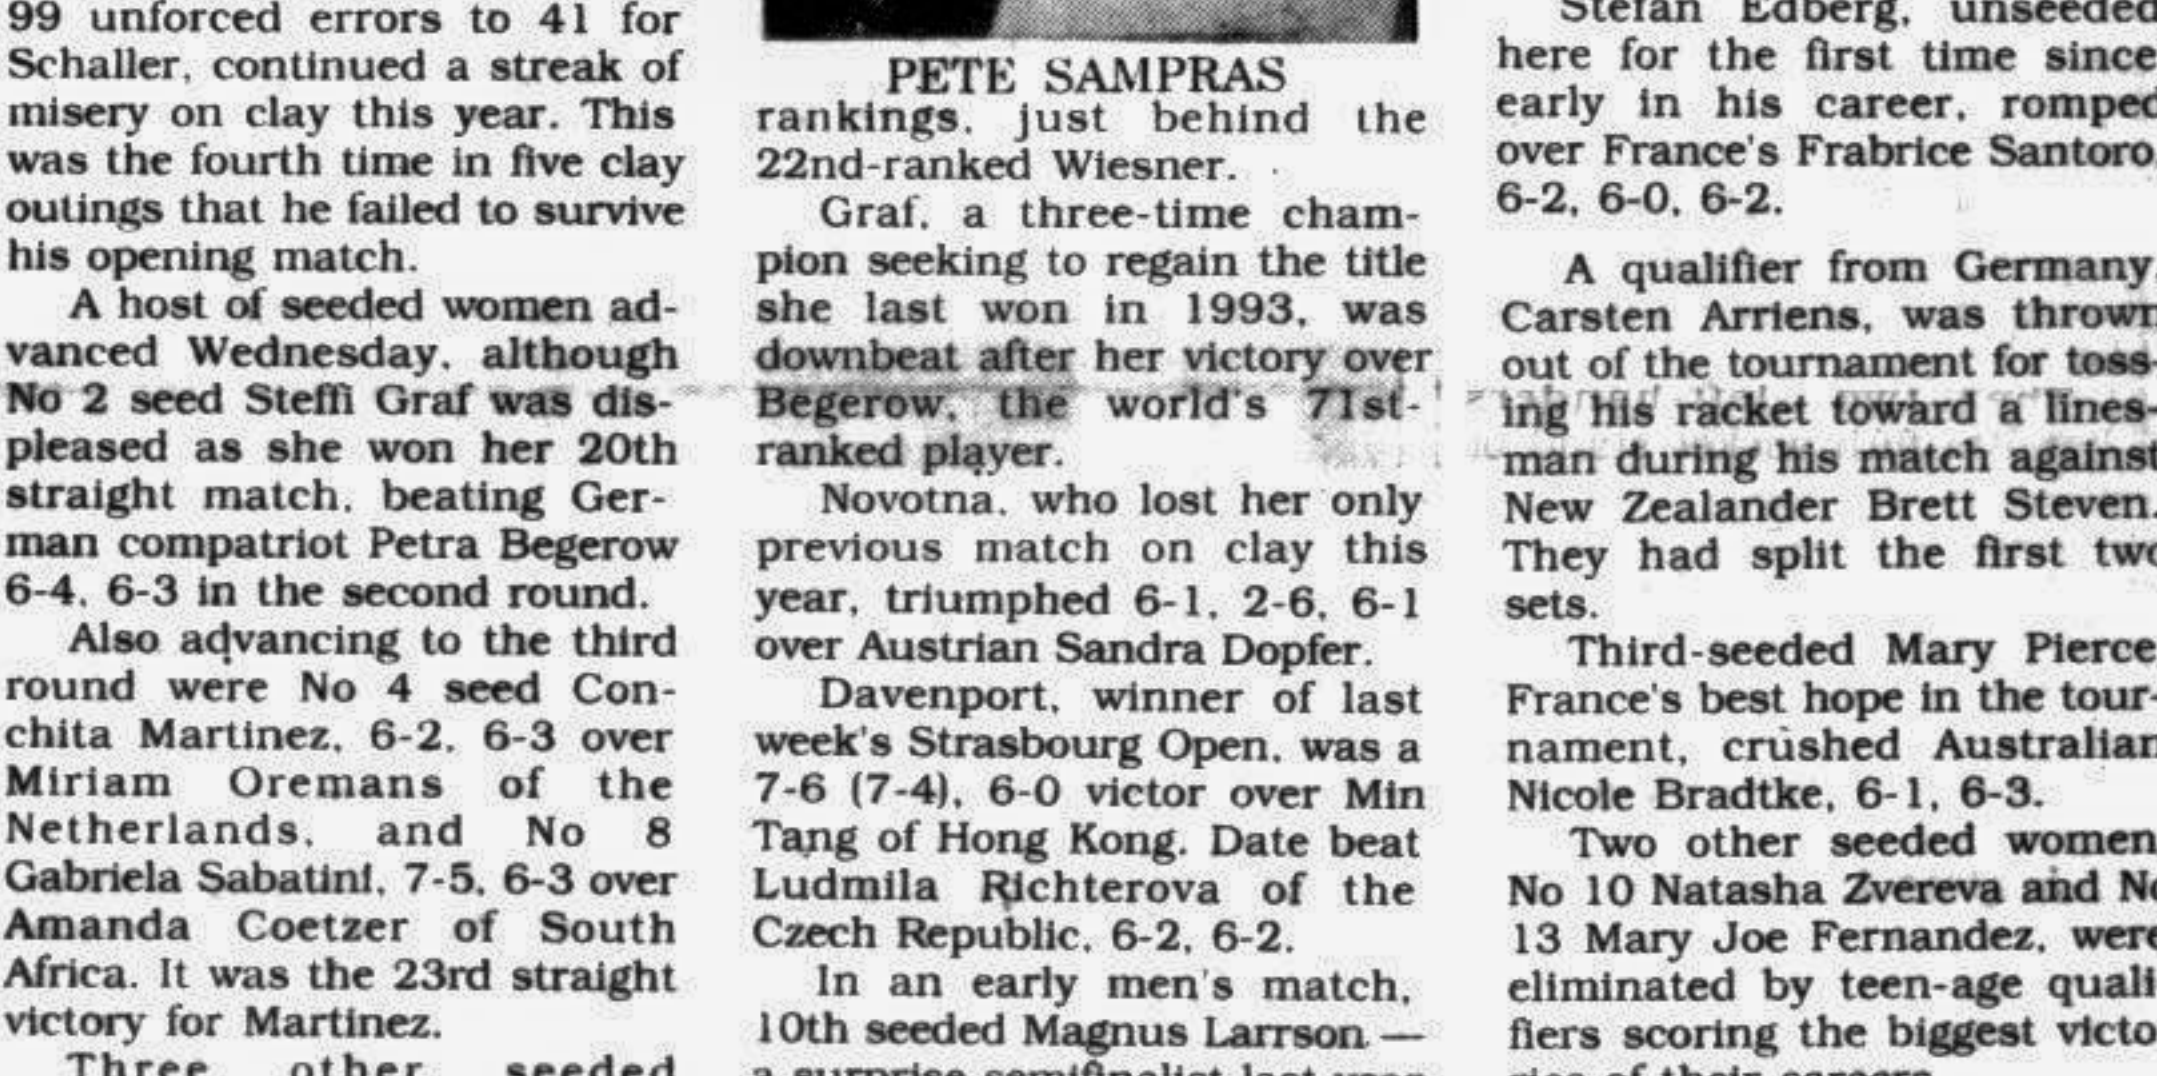 99 unforced errors to 41 for
Schaller, continued a streak of
misery on clay this year. This
was the fourth time in five clay
outings that he failed to survive
his opening match.
A host of seeded women ad-
vanced Wednesday, although
No 2 seed Steffi Graf was dis-
pleased as she won her 20th
straight match, beating Ger-
man compatriot Petra Begerow
6-4, 6-3 in the second round.
Also advancing to the third
round were No 4 seed Con-
chita Martinez, 6-2, 6-3 over
Miriam Oremans of the
Netherlands, and No 8
Gabriela Sabatini, 7-5, 6-3 over
Amanda Coetzer of South
Africa. It was the 23rd straight
victory for Martinez.
Three other seeded
PETE SAMPRAS
rankings, just behind the
22nd-ranked Wiesner.
Graf, a three-time cham-
pion seeking to regain the title
she last won in 1993, was
downbeat after her victory over
Begerow, the world's 71st-
ranked player.
Novotna, who lost her only
previous match on clay this
year, triumphed 6-1, 2-6, 6-1
over Austrian Sandra Dopfer.
Davenport, winner of last
week's Strasbourg Open, was a
7-6 (7-4), 6-0 victor over Min
Tang of Hong Kong. Date beat
Ludmila Richterova of the
Czech Republic, 6-2, 6-2.
In an early men's match,
10th seeded Magnus Larrson —
a surprise semifinalist last year
Stefan Edberg, unseeded
here for the first time since
early in his career, romped
over France's Frabrice Santoro,
6-2, 6-0, 6-2.
A qualifier from Germany,
Carsten Arriens, was thrown
out of the tournament for toss-
ing his racket toward a lines-
man during his match against
New Zealander Brett Steven.
They had split the first two
sets.
Third-seeded Mary Pierce
France's best hope in the tour-
nament, crushed Australian
Nicole Bradtke, 6-1, 6-3.
Two other seeded women
No 10 Natasha Zvereva and No
13 Mary Joe Fernandez, were
eliminated by teen-age quali
fiers scoring the biggest victo
ries of their careers